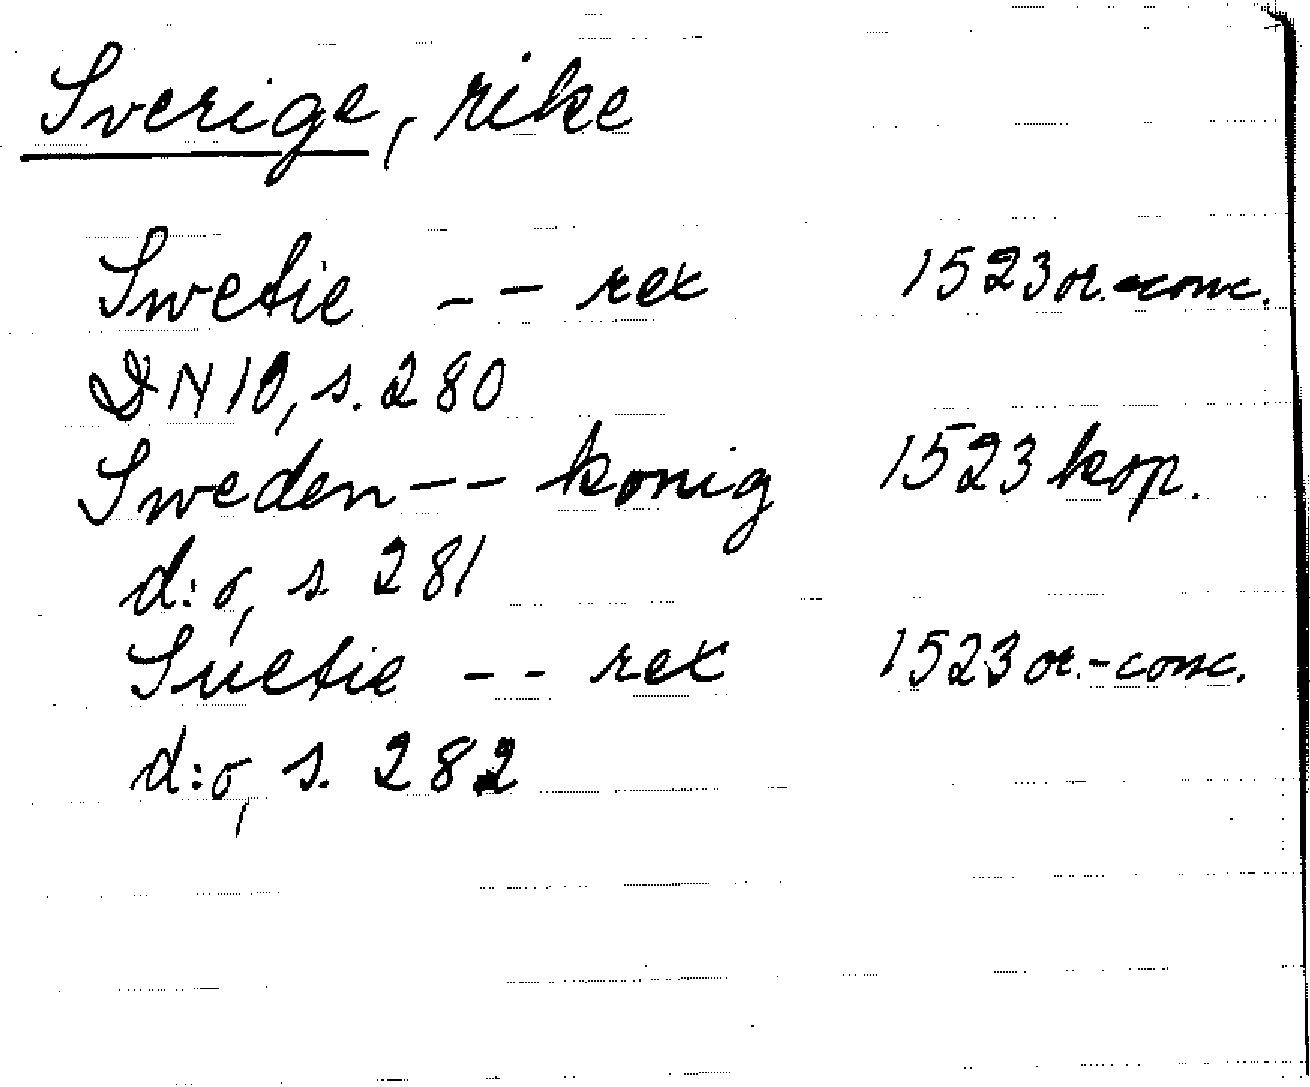 Sverige, rike
Swetie -- rex 1523 or.-conc.
DN 10, s. 280
Sweden -- konig 1523 kop.
d:o, s 281
Suetie -- rex 1523 or.-conc.
d:o, s. 282